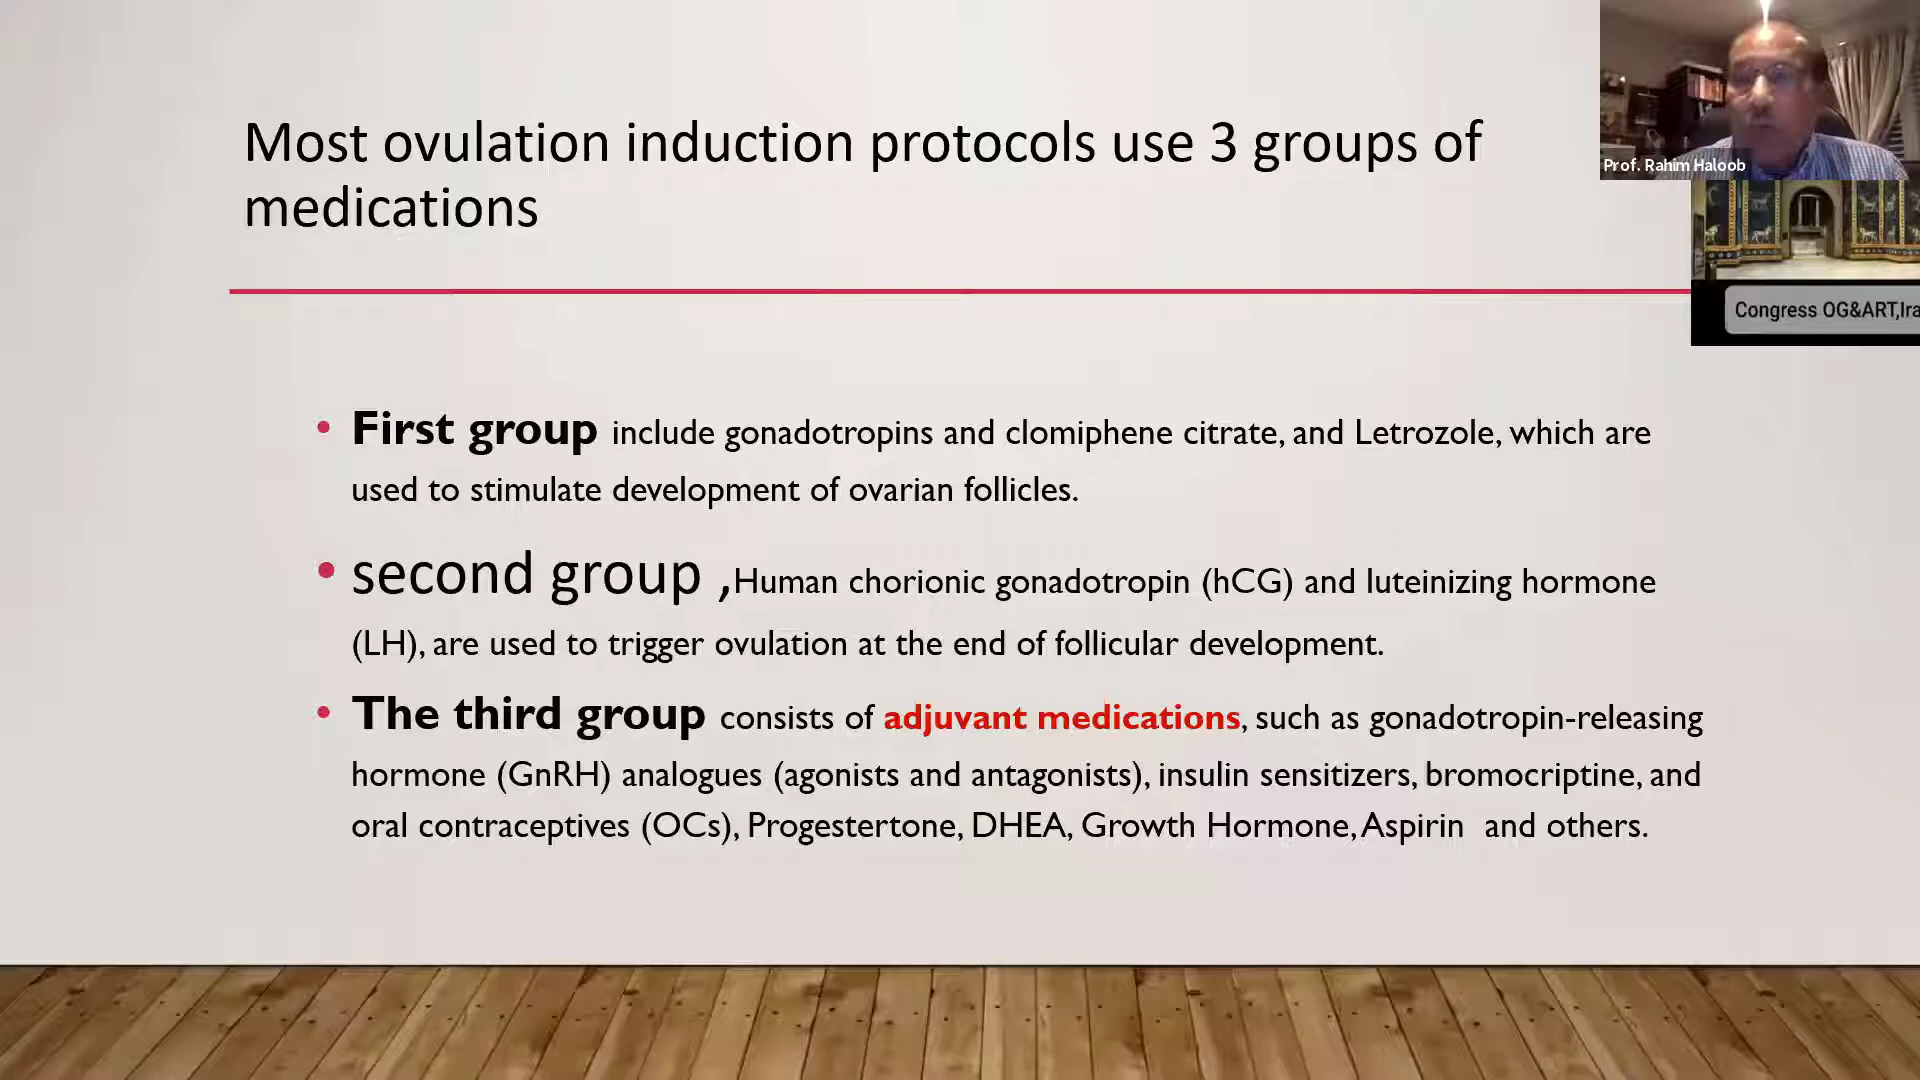 Most ovulation induction protocols use 3 groups of
medications
Prof. Rahim Haloob
Congress OG&ART,Ira
• First group include gonadotropins and clomiphene citrate, and Letrozole, which are
used to stimulate development of ovarian follicles.
• second group ,Human chorionic gonadotropin (hCG) and luteinizing hormone
(LH), are used to trigger ovulation at the end of follicular development.
• The third group consists of adjuvant medications, such as gonadotropin-releasing
hormone (GnRH) analogues (agonists and antagonists), insulin sensitizers, bromocriptine, and
oral contraceptives (OCs), Progestertone, DHEA, Growth Hormone, Aspirin and others.